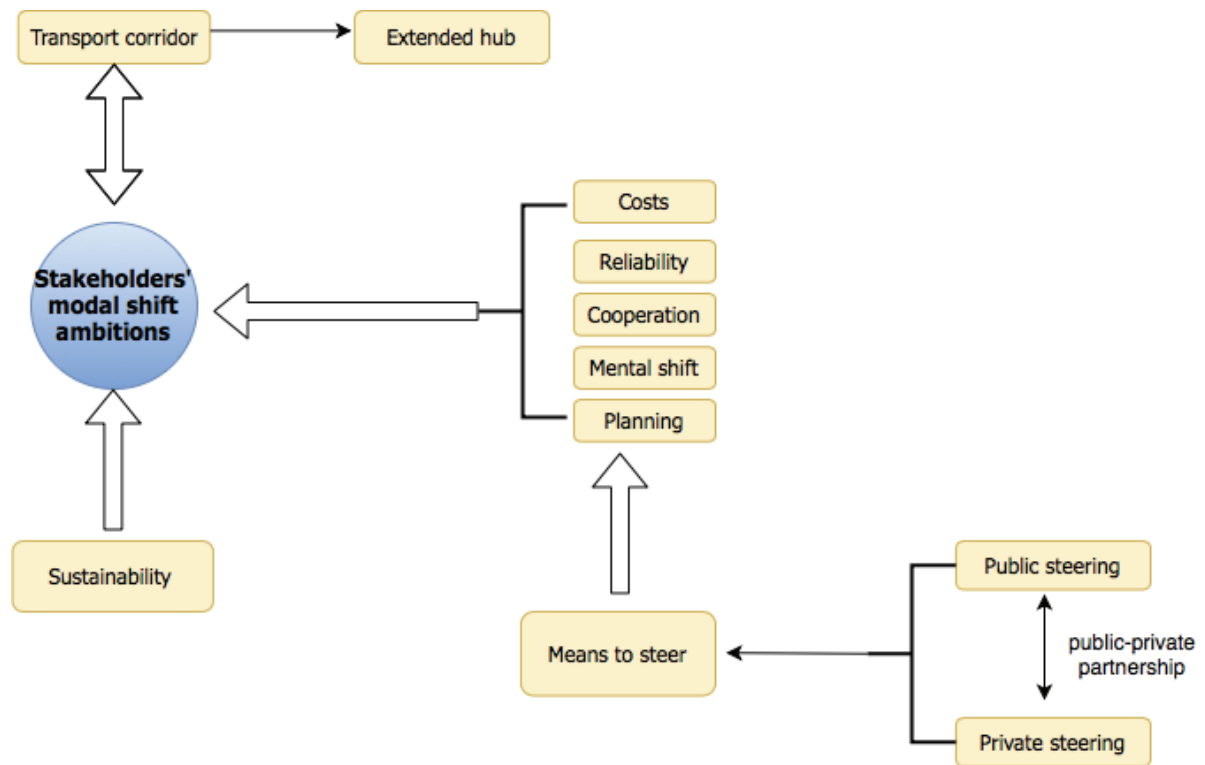 Transport corridor
Extended hub
Stakeholders'
modal shift
ambitions
Costs
Reliability
Cooperation
Mental shift
Planning
Sustainability
Means to steer
Public steering
public-private
partnership
Private steering